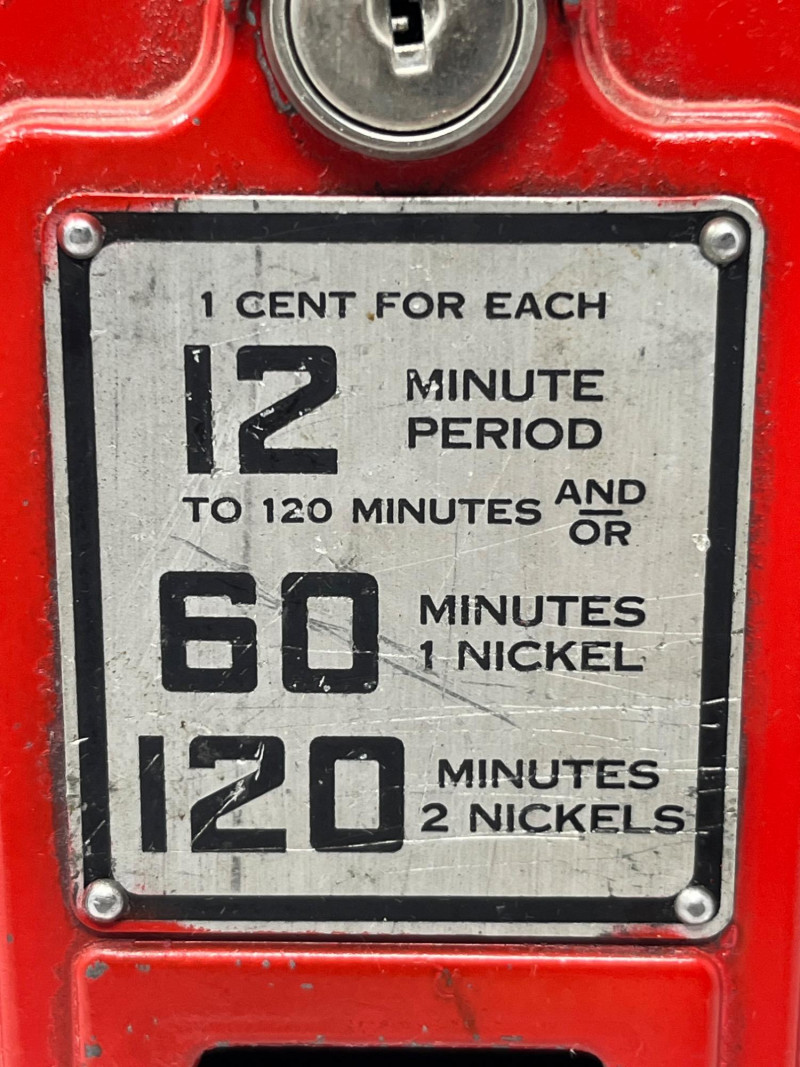 1 CENT FOR EACH
12 MINUTE
PERIOD
TO 120 MINUTES AND
OR
60 MINUTES
1 NICKEL
120 MINUTES
2 NICKELS